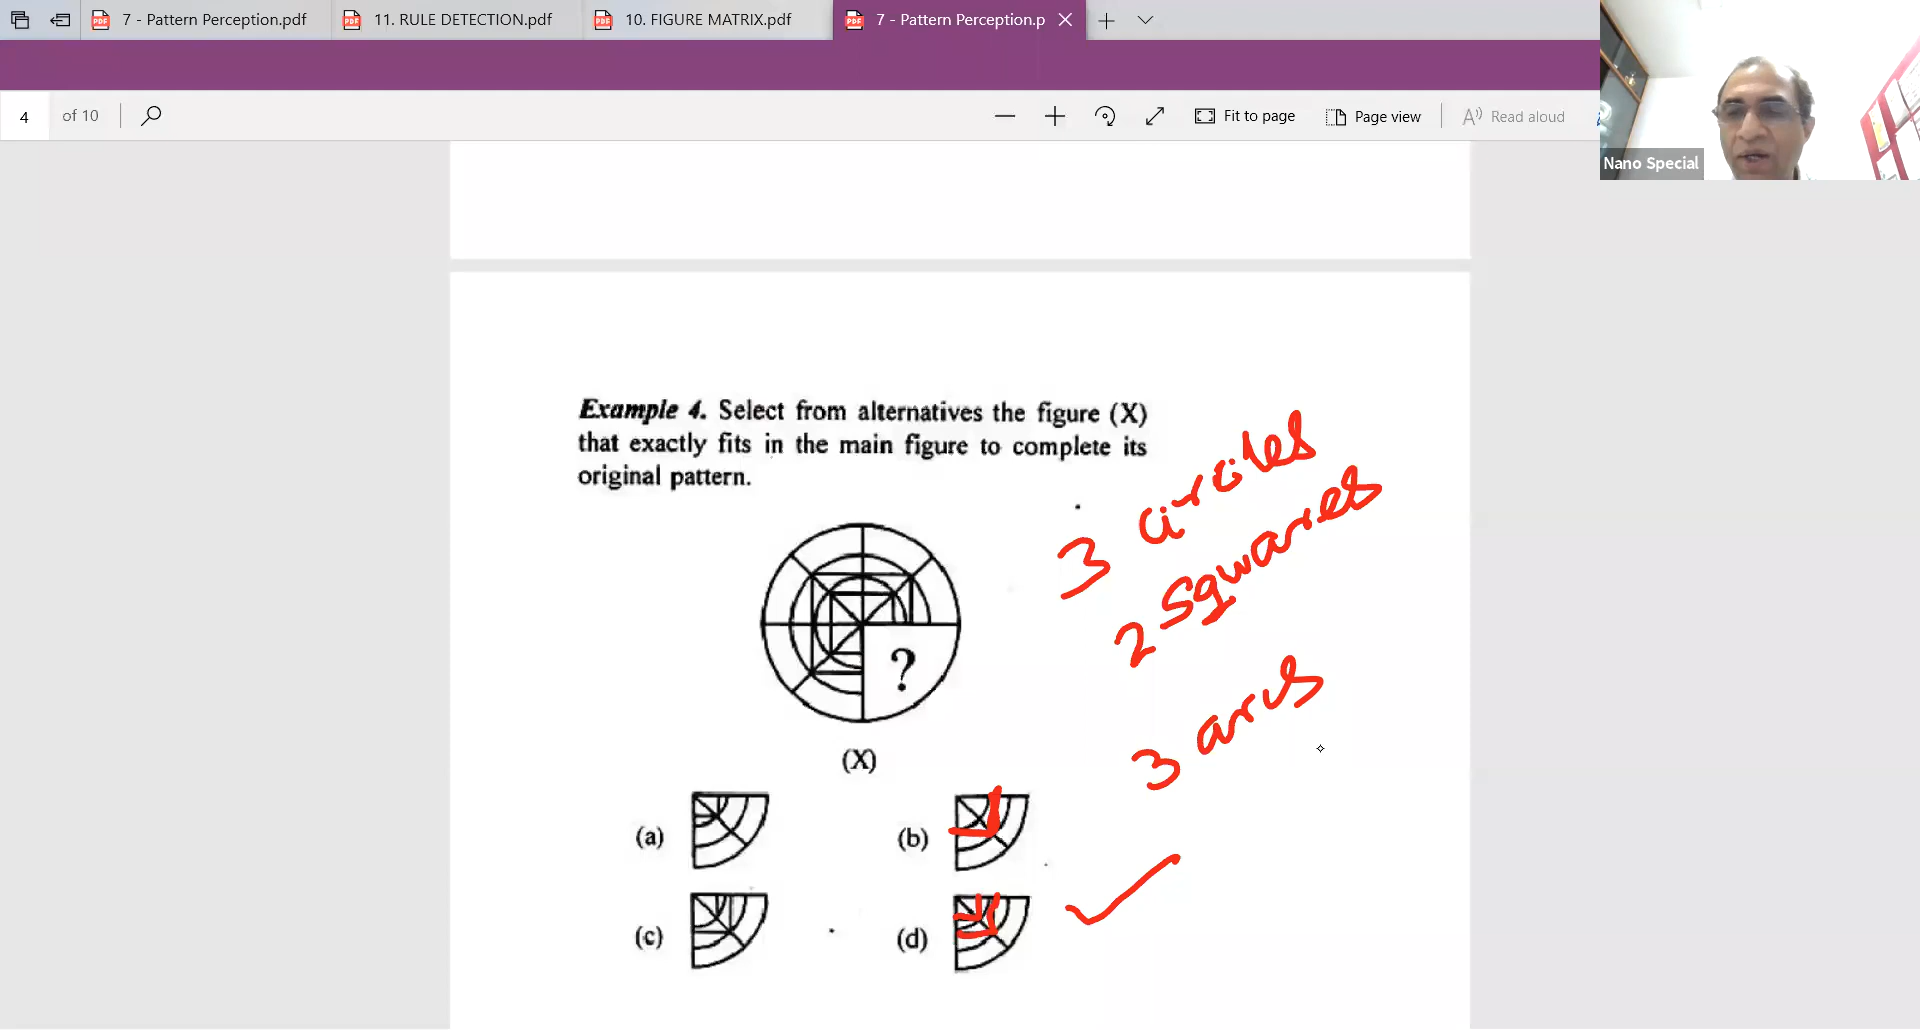 7 - Pattern Perception.pdf
11. RULE DETECTION.pdf
10. FIGURE MATRIX.pdf
7 - Pattern Perception.p
4 of 10
Fit to page
Page view
Read aloud
Nano Special
Example 4. Select from alternatives the figure (X)
that exactly fits in the main figure to complete its
original pattern.
3 circles
2 squares
3 arcs
?
(X)
(a)
(b)
(c)
(d)